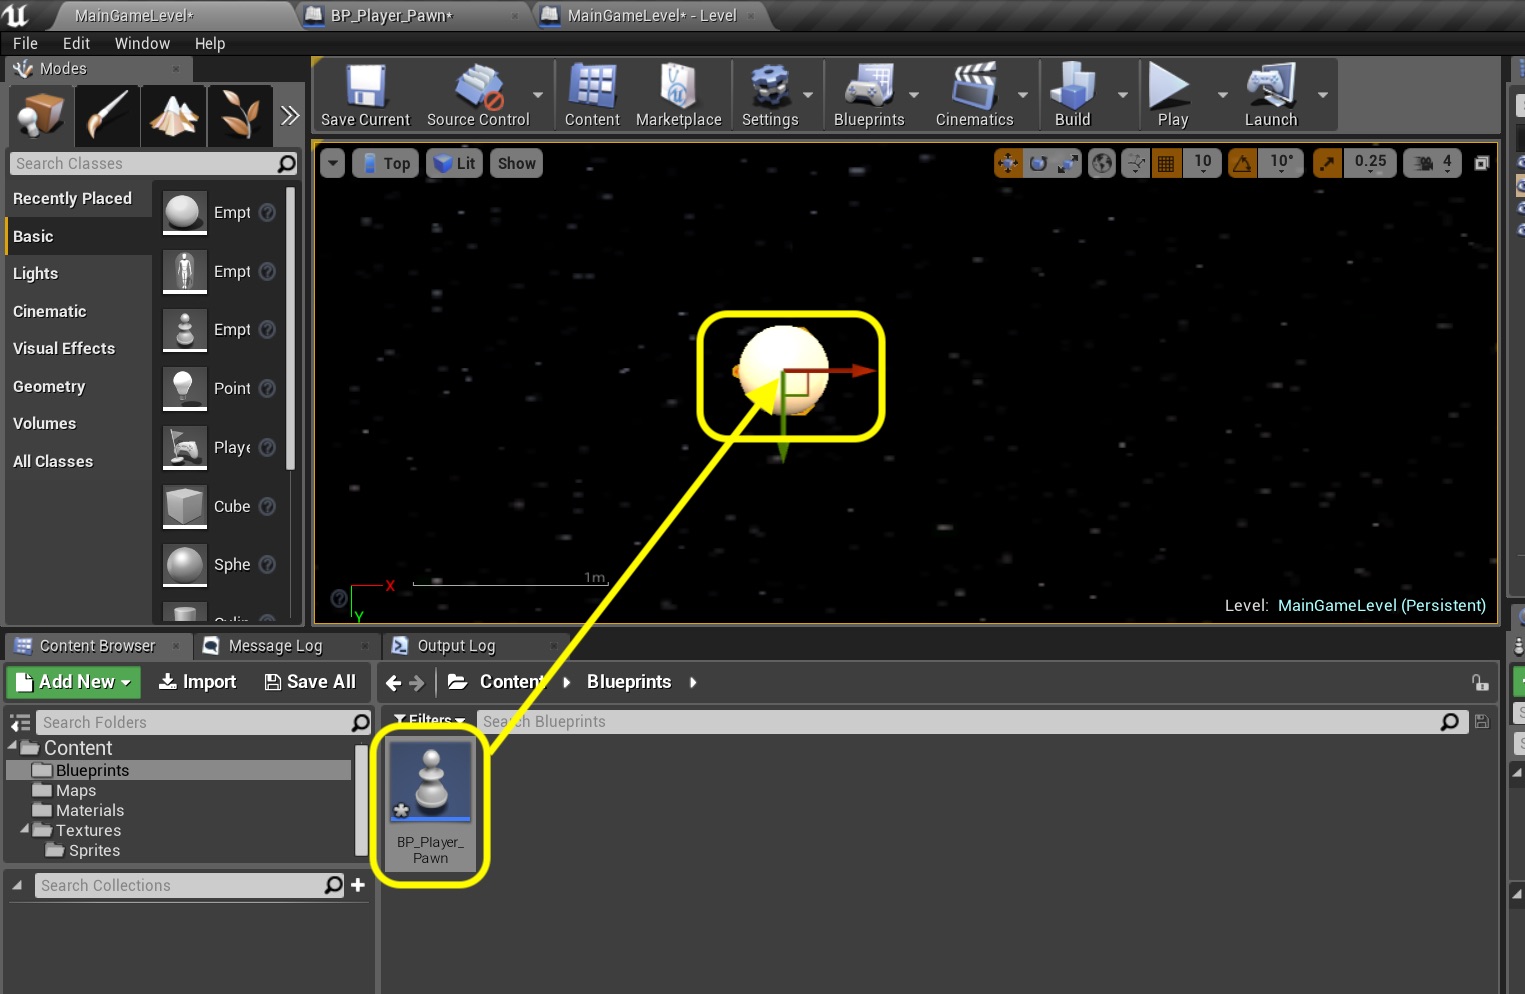 MainGameLevel*
BP_Player_Pawn*
MainGameLevel* - Level
File Edit Window Help
Modes
Save Current
Source Control
Content
Marketplace
Settings
Blueprints
Cinematics
Build
Play
Launch
Search Classes
Recently Placed
Basic
Lights
Cinematic
Visual Effects
Geometry
Volumes
All Classes
Empt
Empt
Empt
Point
Playe
Cube
Sphe
Top
Lit
Show
10
10°
0.25
4
1m
X
Y
Level: MainGameLevel (Persistent)
Content Browser
Message Log
Output Log
Add New
Import
Save All
Content
Blueprints
Search Folders
Filters
Search Blueprints
Content
Blueprints
Maps
Materials
Textures
Sprites
Search Collections
BP_Player_
Pawn